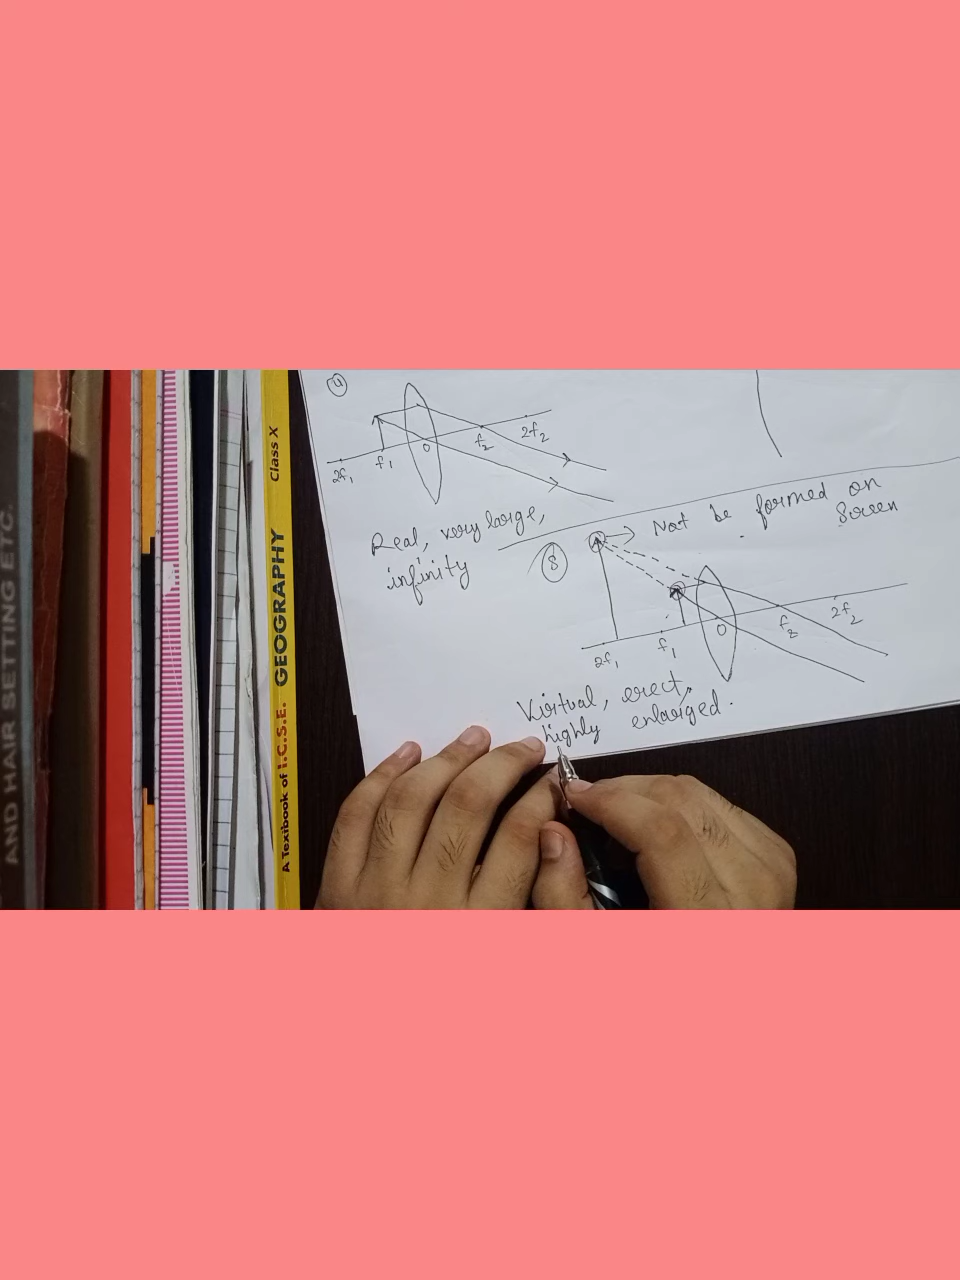 AND HAIR SETTING ETC.
A Textbook of I.C.S.E. GEOGRAPHY Class X
4
2f1 f1 O f2 2f2
Real, very large,
infinity
5
Not be formed on
Screen
2f1 f1 O f2 2f2
Virtual, erect,
highly enlarged.